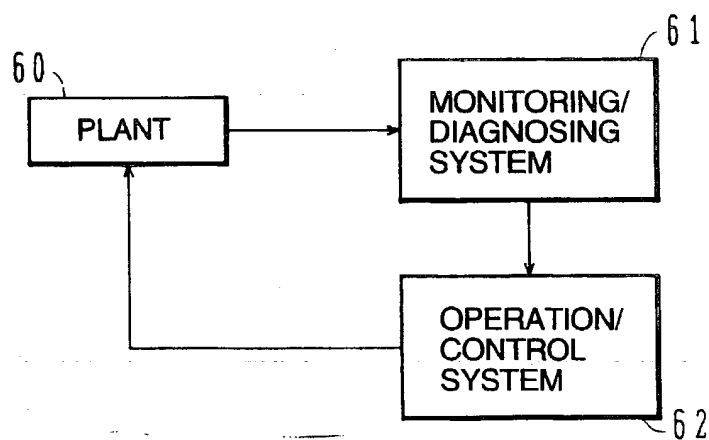 60
PLANT
61
MONITORING/
DIAGNOSING
SYSTEM
OPERATION/
CONTROL
SYSTEM
62